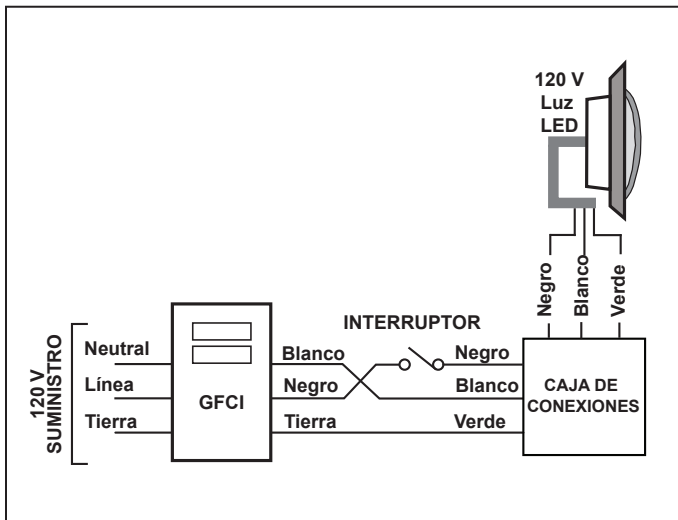 120 V
Luz
LED
Negro
Blanco
Verde
INTERRUPTOR
120 V
SUMINISTRO
Neutral
Línea
Tierra
GFCI
Blanco
Negro
Tierra
Negro
Blanco
Verde
CAJA DE
CONEXIONES